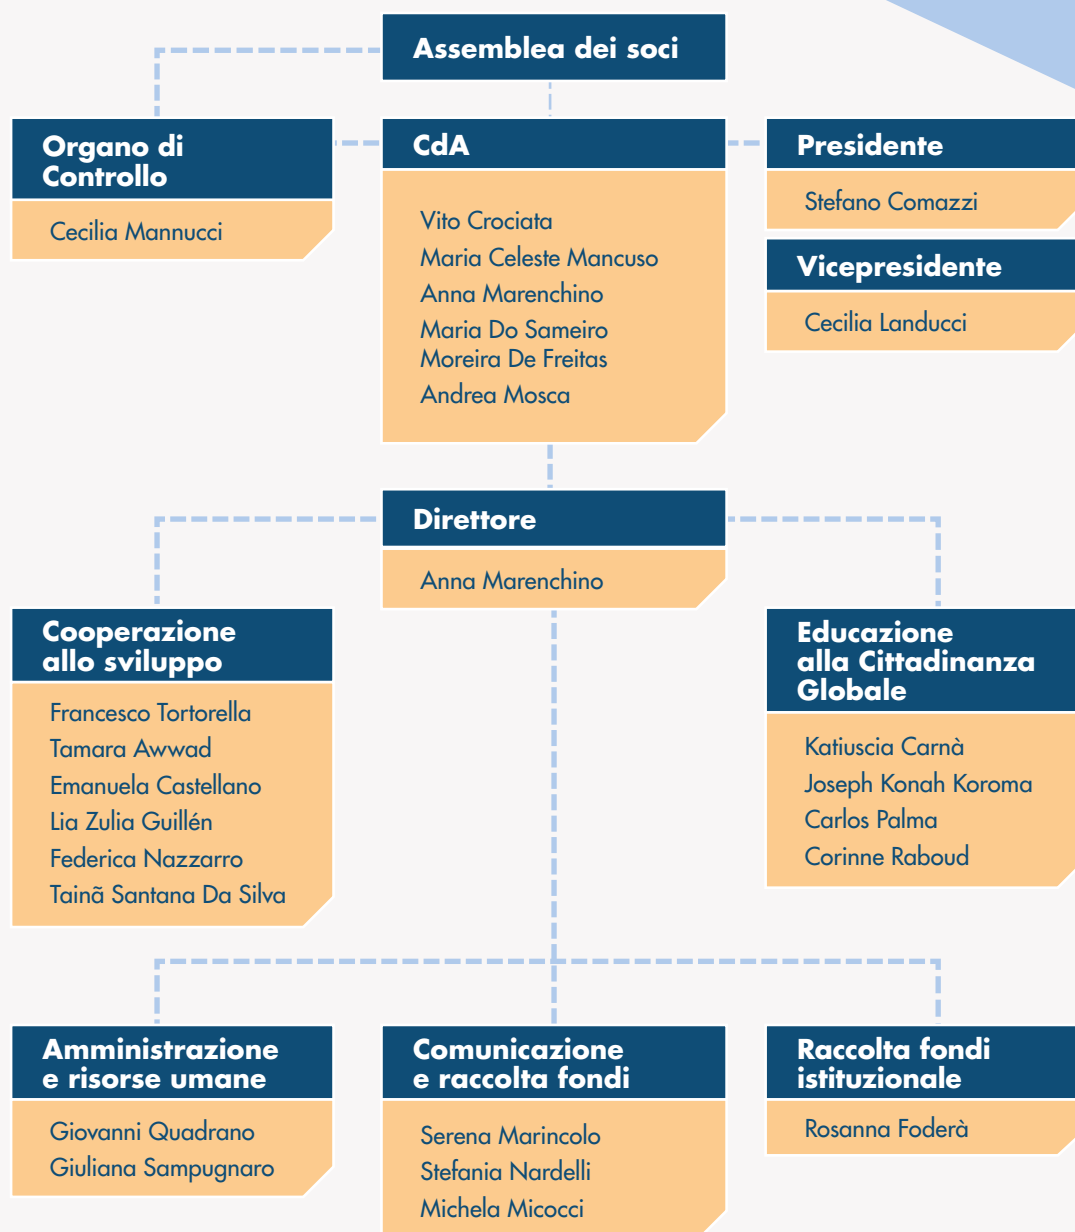 Assemblea dei soci
Organo di
Controllo
Cecilia Mannucci
CdA
Vito Crociata
Maria Celeste Mancuso
Anna Marenchino
Maria Do Sameiro
Moreira De Freitas
Andrea Mosca
Presidente
Stefano Comazzi
Vicepresidente
Cecilia Landucci
Direttore
Anna Marenchino
Cooperazione
allo sviluppo
Francesco Tortorella
Tamara Awwad
Emanuela Castellano
Lia Zulia Guillén
Federica Nazzarro
Tainã Santana Da Silva
Educazione
alla Cittadinanza
Globale
Katiuscia Carnà
Joseph Konah Koroma
Carlos Palma
Corinne Raboud
Amministrazione
e risorse umane
Giovanni Quadrano
Giuliana Sampugnaro
Comunicazione
e raccolta fondi
Serena Marincolo
Stefania Nardelli
Michela Micocci
Raccolta fondi
istituzionale
Rosanna Foderà